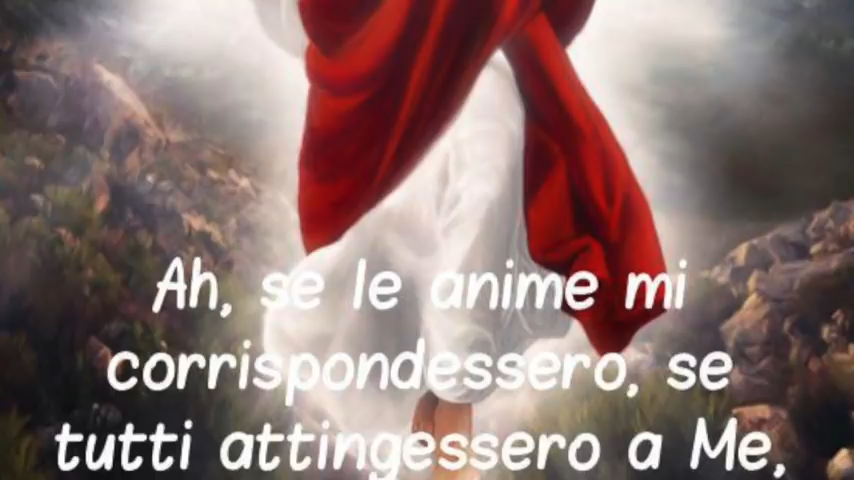 Ah, se le anime mi
corrispondessero, se
tutti attingessero a Me,